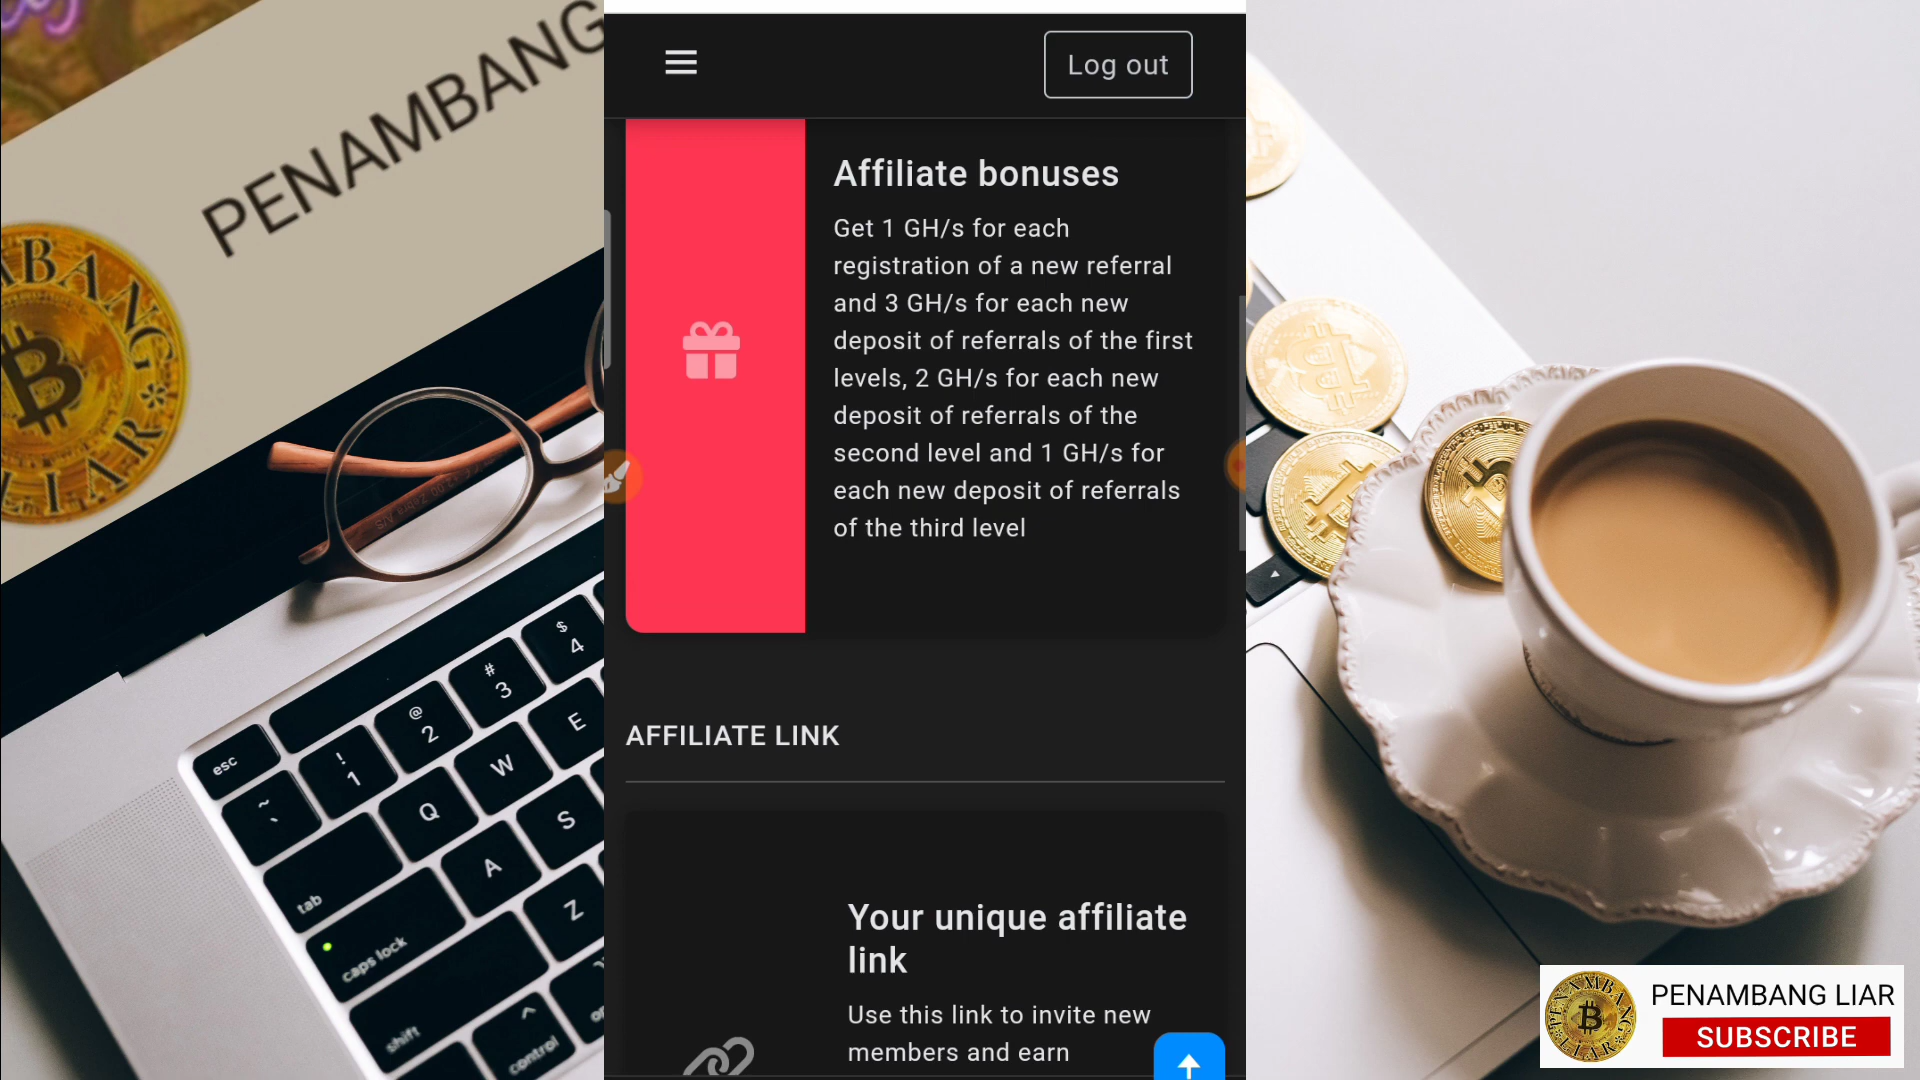 PENAMBANG
BANG
LIAR
esc
~
`
!
1
@
2
#
3
$
4
tab
Q
W
E
caps lock
A
S
shift
Z
control
Log out
Affiliate bonuses
Get 1 GH/s for each
registration of a new referral
and 3 GH/s for each new
deposit of referrals of the first
levels, 2 GH/s for each new
deposit of referrals of the
second level and 1 GH/s for
each new deposit of referrals
of the third level
AFFILIATE LINK
Your unique affiliate
link
Use this link to invite new
members and earn
PENAMBANG LIAR
PENAMBANG LIAR
SUBSCRIBE